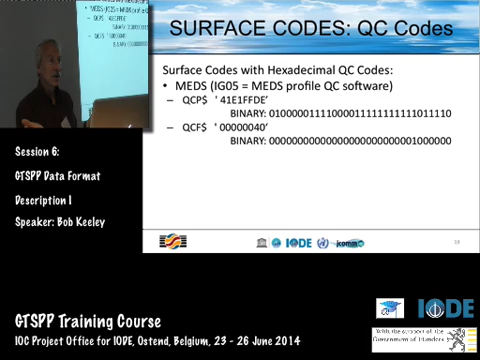 SURFACE CODES: QC Codes
Surface Codes with Hexadecimal QC Codes:
• MEDS (IG05 = MEDS profile QC software)
– QCP$ ' 41E1FFDE'
BINARY: 01000001111000011111111111011110
– QCF$ ' 00000040'
BINARY: 00000000000000000000000001000000
Session 6:
GTSPP Data Format
Description I
Speaker: Bob Keeley
IODE
jcomm
GTSPP Training Course
IOC Project Office for IODE, Ostend, Belgium, 23 - 26 June 2014
IODE
With the support of the
Government of Flanders